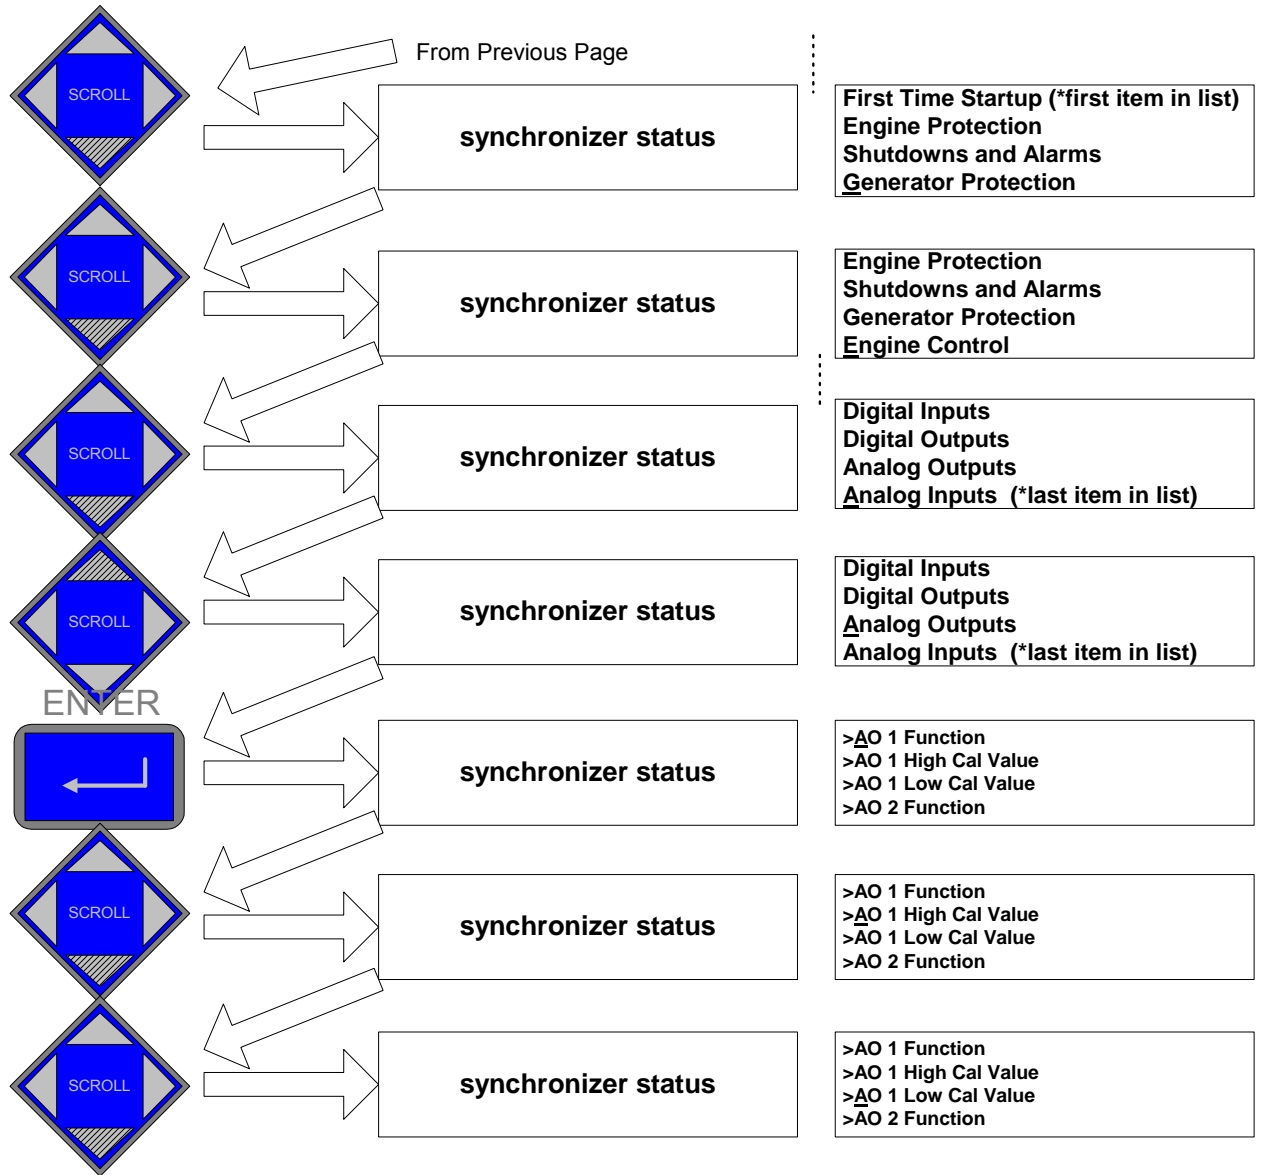 From Previous Page
SCROLL
synchronizer status
First Time Startup (*first item in list)
Engine Protection
Shutdowns and Alarms
Generator Protection
SCROLL
synchronizer status
Engine Protection
Shutdowns and Alarms
Generator Protection
Engine Control
SCROLL
synchronizer status
Digital Inputs
Digital Outputs
Analog Outputs
Analog Inputs  (*last item in list)
SCROLL
synchronizer status
Digital Inputs
Digital Outputs
Analog Outputs
Analog Inputs  (*last item in list)
ENTER
synchronizer status
>AO 1 Function
>AO 1 High Cal Value
>AO 1 Low Cal Value
>AO 2 Function
SCROLL
synchronizer status
>AO 1 Function
>AO 1 High Cal Value
>AO 1 Low Cal Value
>AO 2 Function
SCROLL
synchronizer status
>AO 1 Function
>AO 1 High Cal Value
>AO 1 Low Cal Value
>AO 2 Function